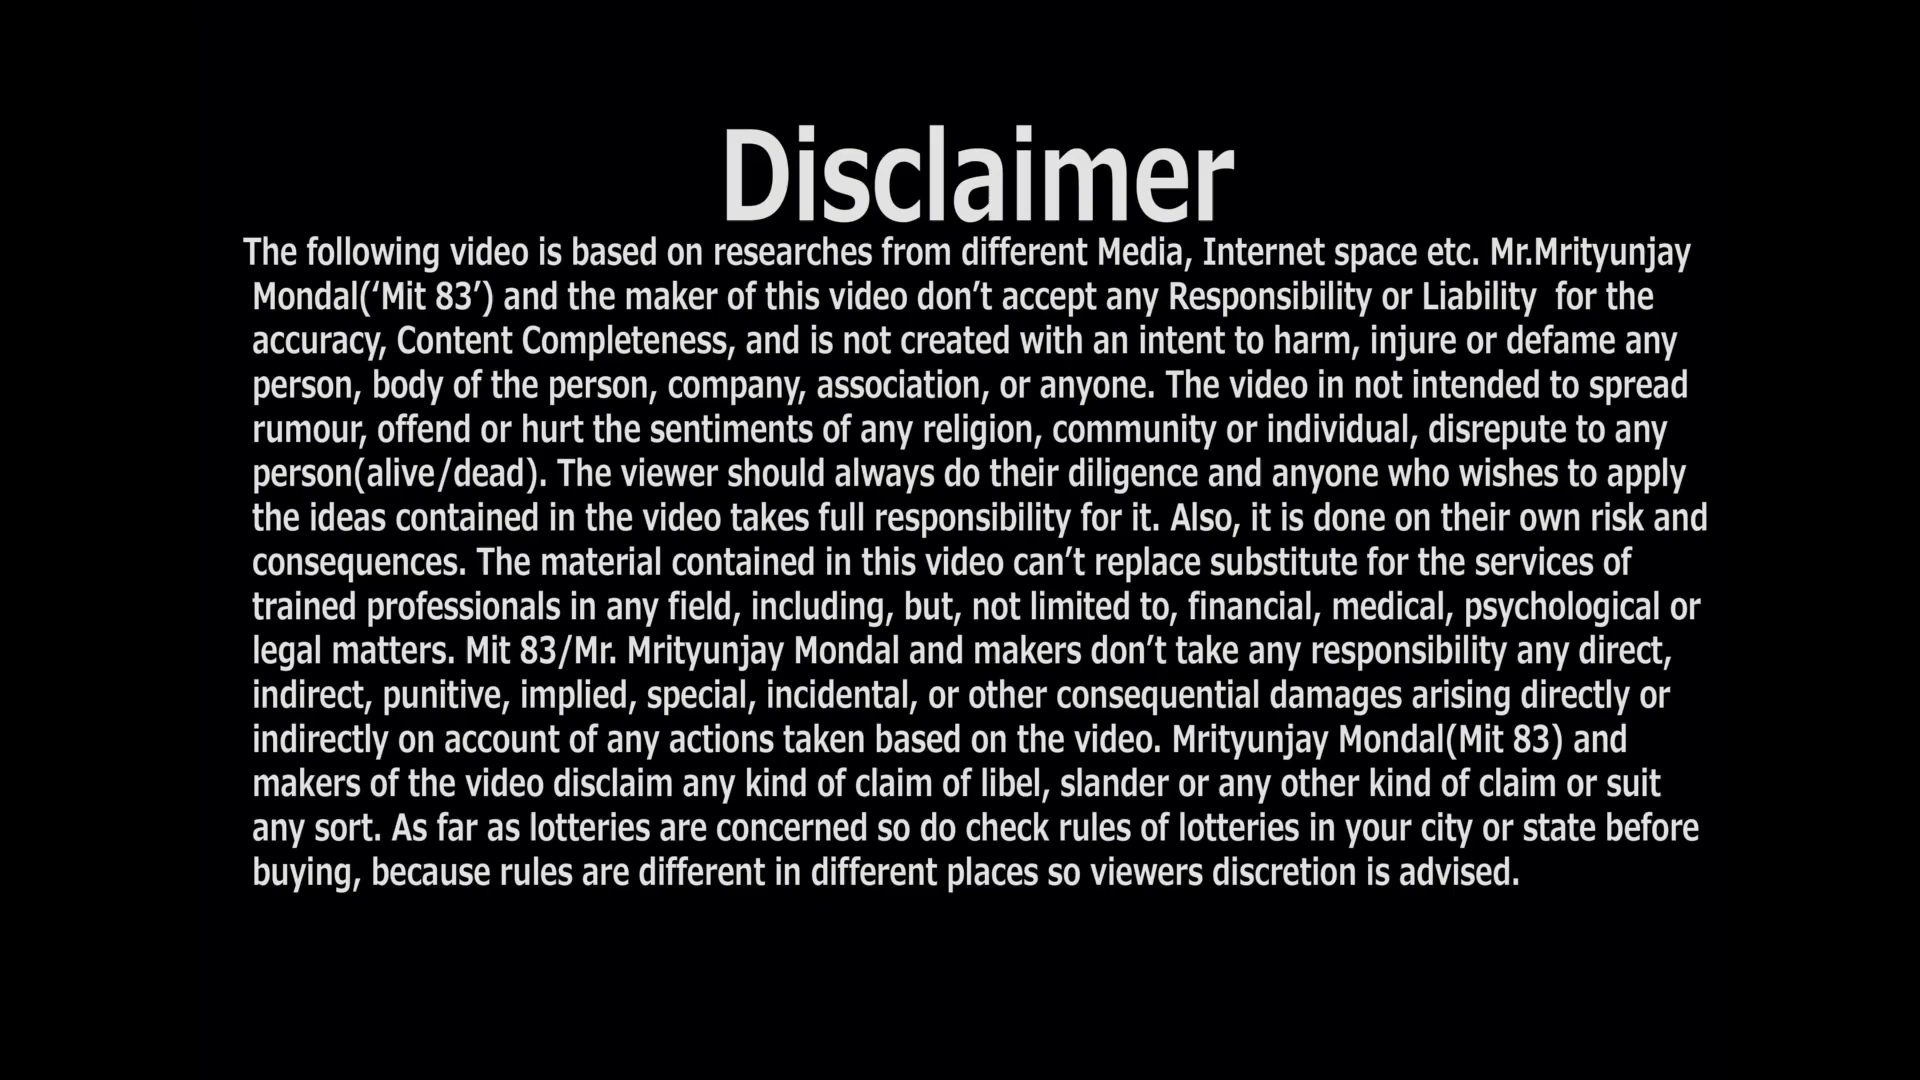 Disclaimer
The following video is based on researches from different Media, Internet space etc. Mr.Mrityunjay
Mondal(‘Mit 83’) and the maker of this video don’t accept any Responsibility or Liability  for the
accuracy, Content Completeness, and is not created with an intent to harm, injure or defame any
person, body of the person, company, association, or anyone. The video in not intended to spread
rumour, offend or hurt the sentiments of any religion, community or individual, disrepute to any
person(alive/dead). The viewer should always do their diligence and anyone who wishes to apply
the ideas contained in the video takes full responsibility for it. Also, it is done on their own risk and
consequences. The material contained in this video can’t replace substitute for the services of
trained professionals in any field, including, but, not limited to, financial, medical, psychological or
legal matters. Mit 83/Mr. Mrityunjay Mondal and makers don’t take any responsibility any direct,
indirect, punitive, implied, special, incidental, or other consequential damages arising directly or
indirectly on account of any actions taken based on the video. Mrityunjay Mondal(Mit 83) and
makers of the video disclaim any kind of claim of libel, slander or any other kind of claim or suit
any sort. As far as lotteries are concerned so do check rules of lotteries in your city or state before
buying, because rules are different in different places so viewers discretion is advised.